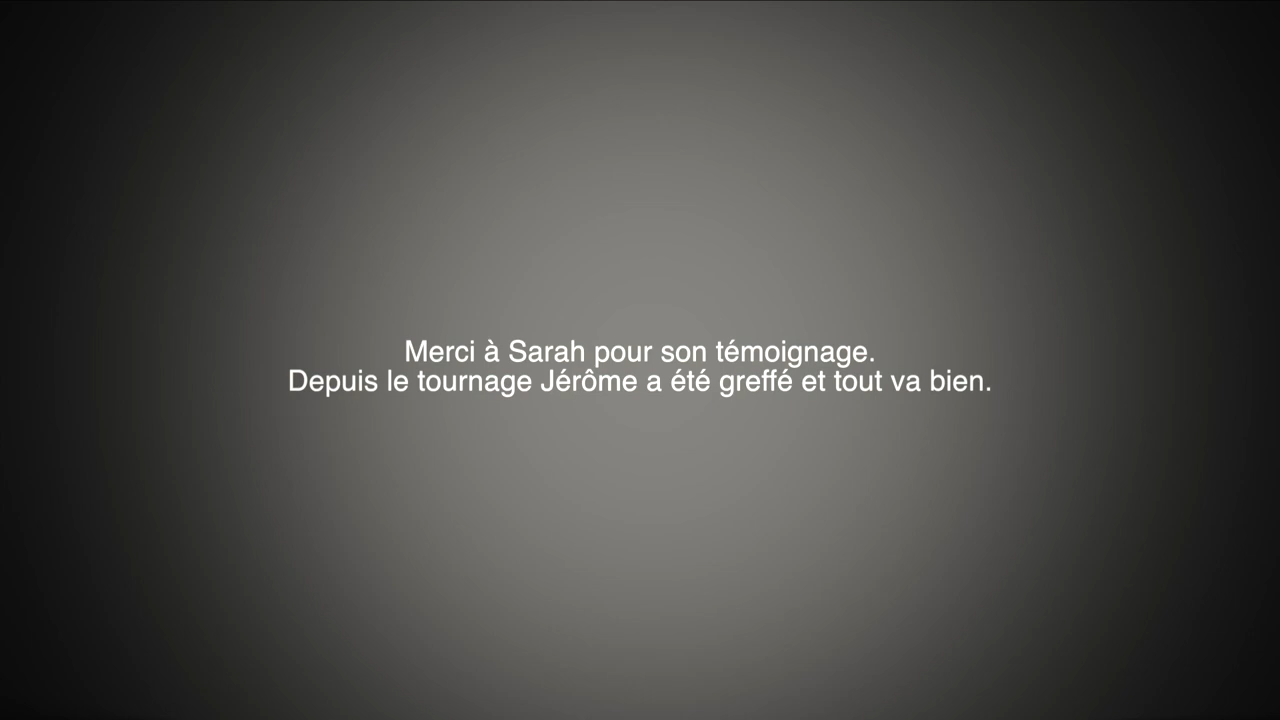 Merci à Sarah pour son témoignage.
Depuis le tournage Jérôme a été greffé et tout va bien.